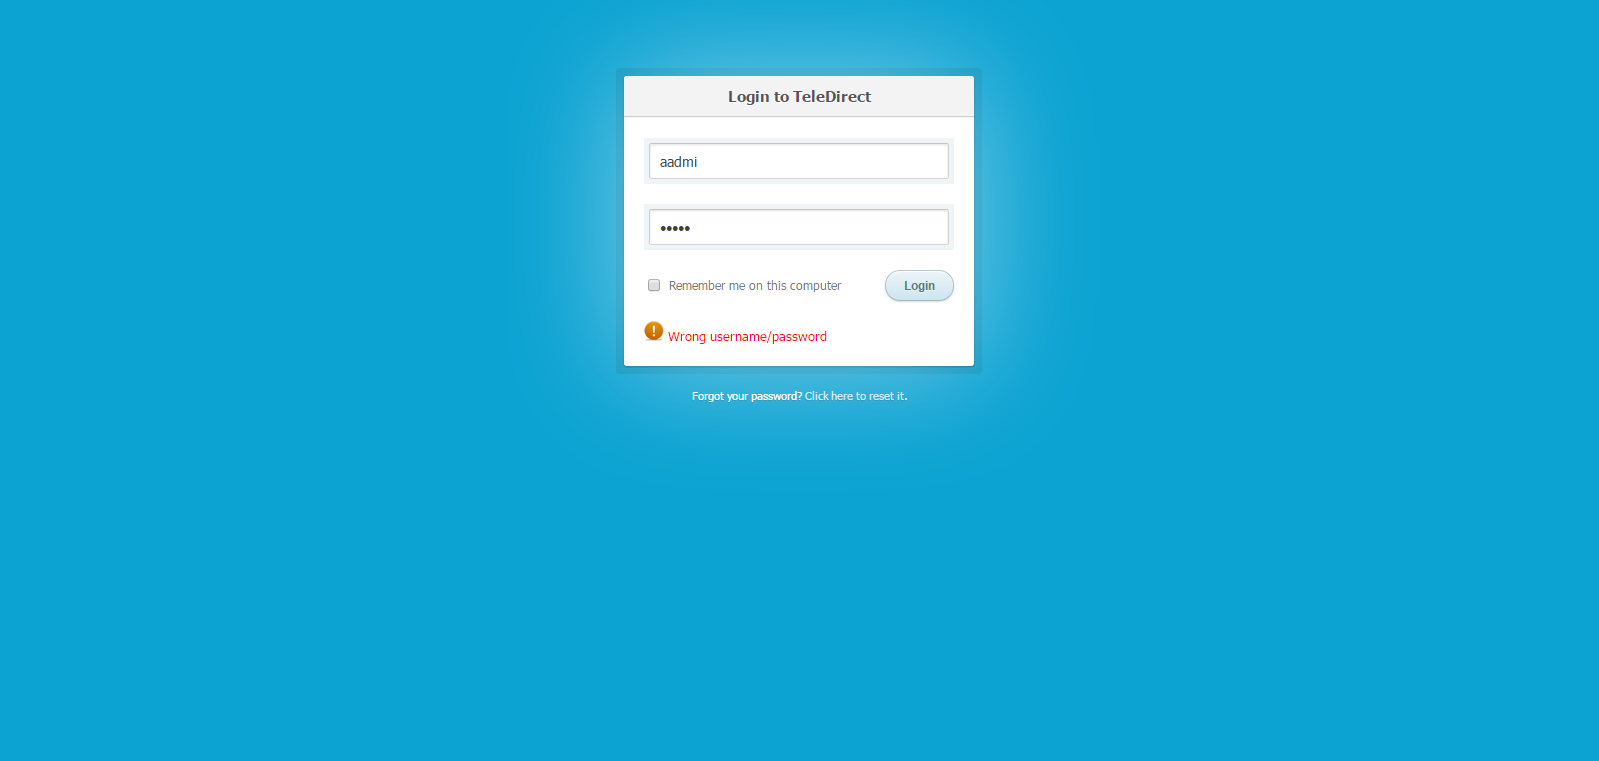 Login to TeleDirect
aadmi
•••••
Remember me on this computer
Login
Wrong username/password
Forgot your password? Click here to reset it.